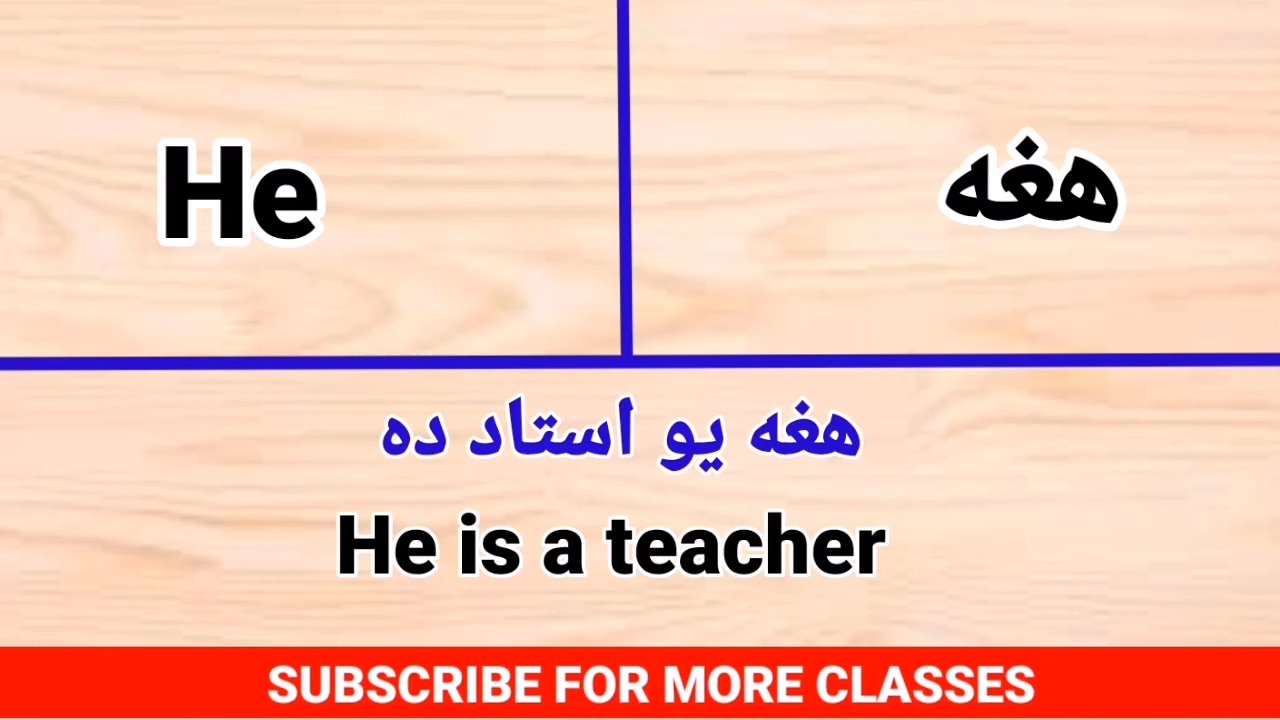 He
هغه
هغه یو استاد ده
He is a teacher
SUBSCRIBE FOR MORE CLASSES